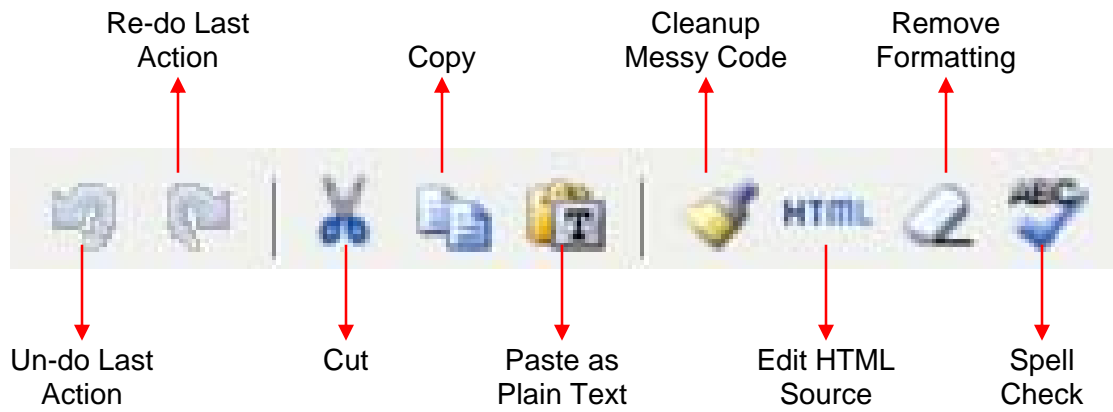 Re-do Last
Action
Copy
Cleanup
Messy Code
Remove
Formatting
T
HTML
ABC
Un-do Last
Action
Cut
Paste as
Plain Text
Edit HTML
Source
Spell
Check